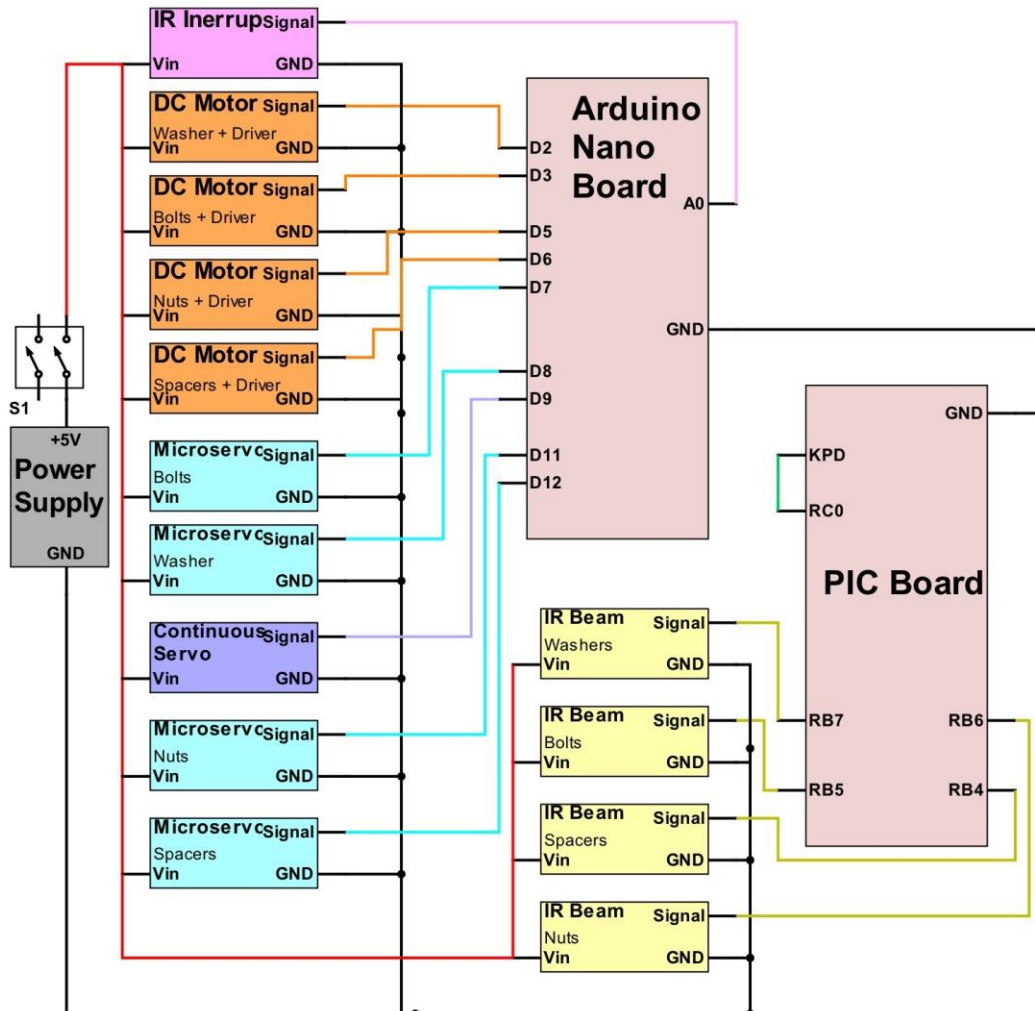 IR Inerrup Signal
Vin GND
DC Motor Signal
Washer + Driver
Vin GND
DC Motor Signal
Bolts + Driver
Vin GND
DC Motor Signal
Nuts + Driver
Vin GND
DC Motor Signal
Spacers + Driver
Vin GND
S1
+5V
Power
Supply
GND
Microservo Signal
Bolts
Vin GND
Microservo Signal
Washer
Vin GND
Continuous Signal
Servo
Vin GND
Microservo Signal
Nuts
Vin GND
Microservo Signal
Spacers
Vin GND
Arduino
Nano
Board
D2
D3
D5
D6
D7
D8
D9
D11
D12
A0
GND
IR Beam Signal
Washers
Vin GND
IR Beam Signal
Bolts
Vin GND
IR Beam Signal
Spacers
Vin GND
IR Beam Signal
Nuts
Vin GND
GND
KPD
RC0
PIC Board
RB7 RB6
RB5 RB4